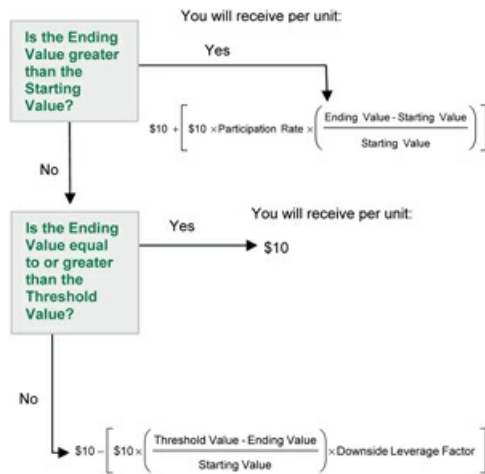 You will receive per unit:
Is the Ending
Value greater
than the
Starting
Value?
Yes
$10 + [ $10 × Participation Rate × ( Ending Value - Starting Value
Starting Value ) ]
No
Is the Ending
Value equal
to or greater
than the
Threshold
Value?
Yes
You will receive per unit:
$10
No
$10 – [ $10 × ( Threshold Value - Ending Value
Starting Value ) × Downside Leverage Factor ]